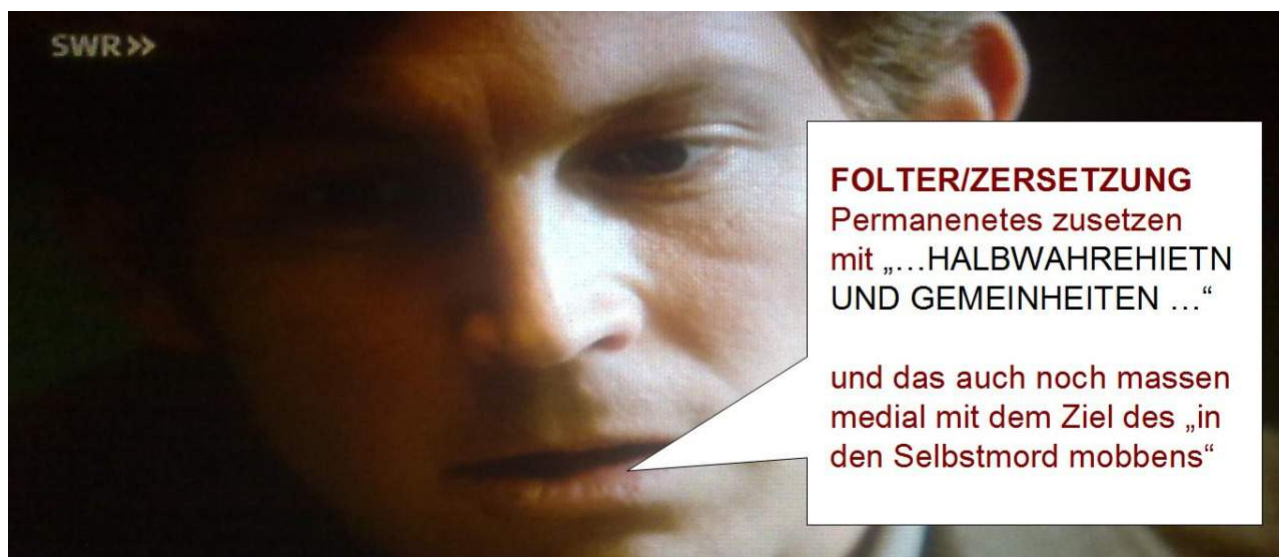 SWR»
FOLTER/ZERSETZUNG
Permanenetes zusetzen
mit „…HALBWAHREHIETN
UND GEMEINHEITEN …“
und das auch noch massen
medial mit dem Ziel des „in
den Selbstmord mobbens“